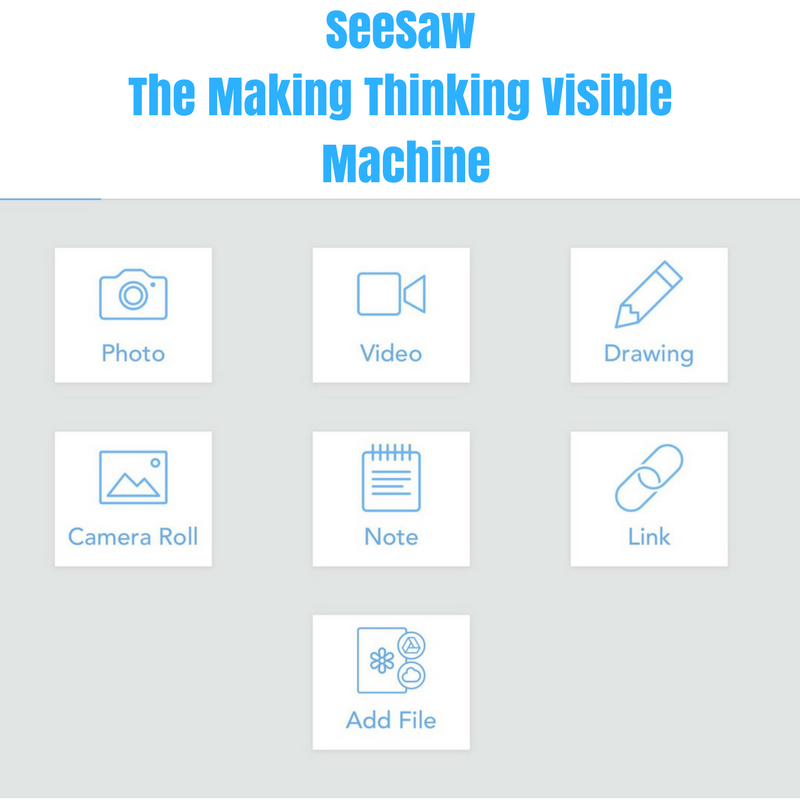 SeeSaw
The Making Thinking Visible
Machine
Photo
Video
Drawing
Camera Roll
Note
Link
Add File